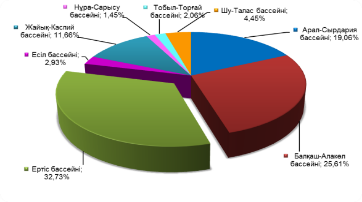 Нұра-Сарысу
бассейні; 1,45%
Тобыл-Торғай
бассейні; 2,06%
Шу-Талас бассейні;
4,45%
Жайық-Каспий
бассейні; 11,66%
Арал-Сырдария
бассейні; 19,06%
Есіл бассейні;
2,93%
Балқаш-Алакөл
бассейні; 25,61%
Ертіс бассейні;
32,73%